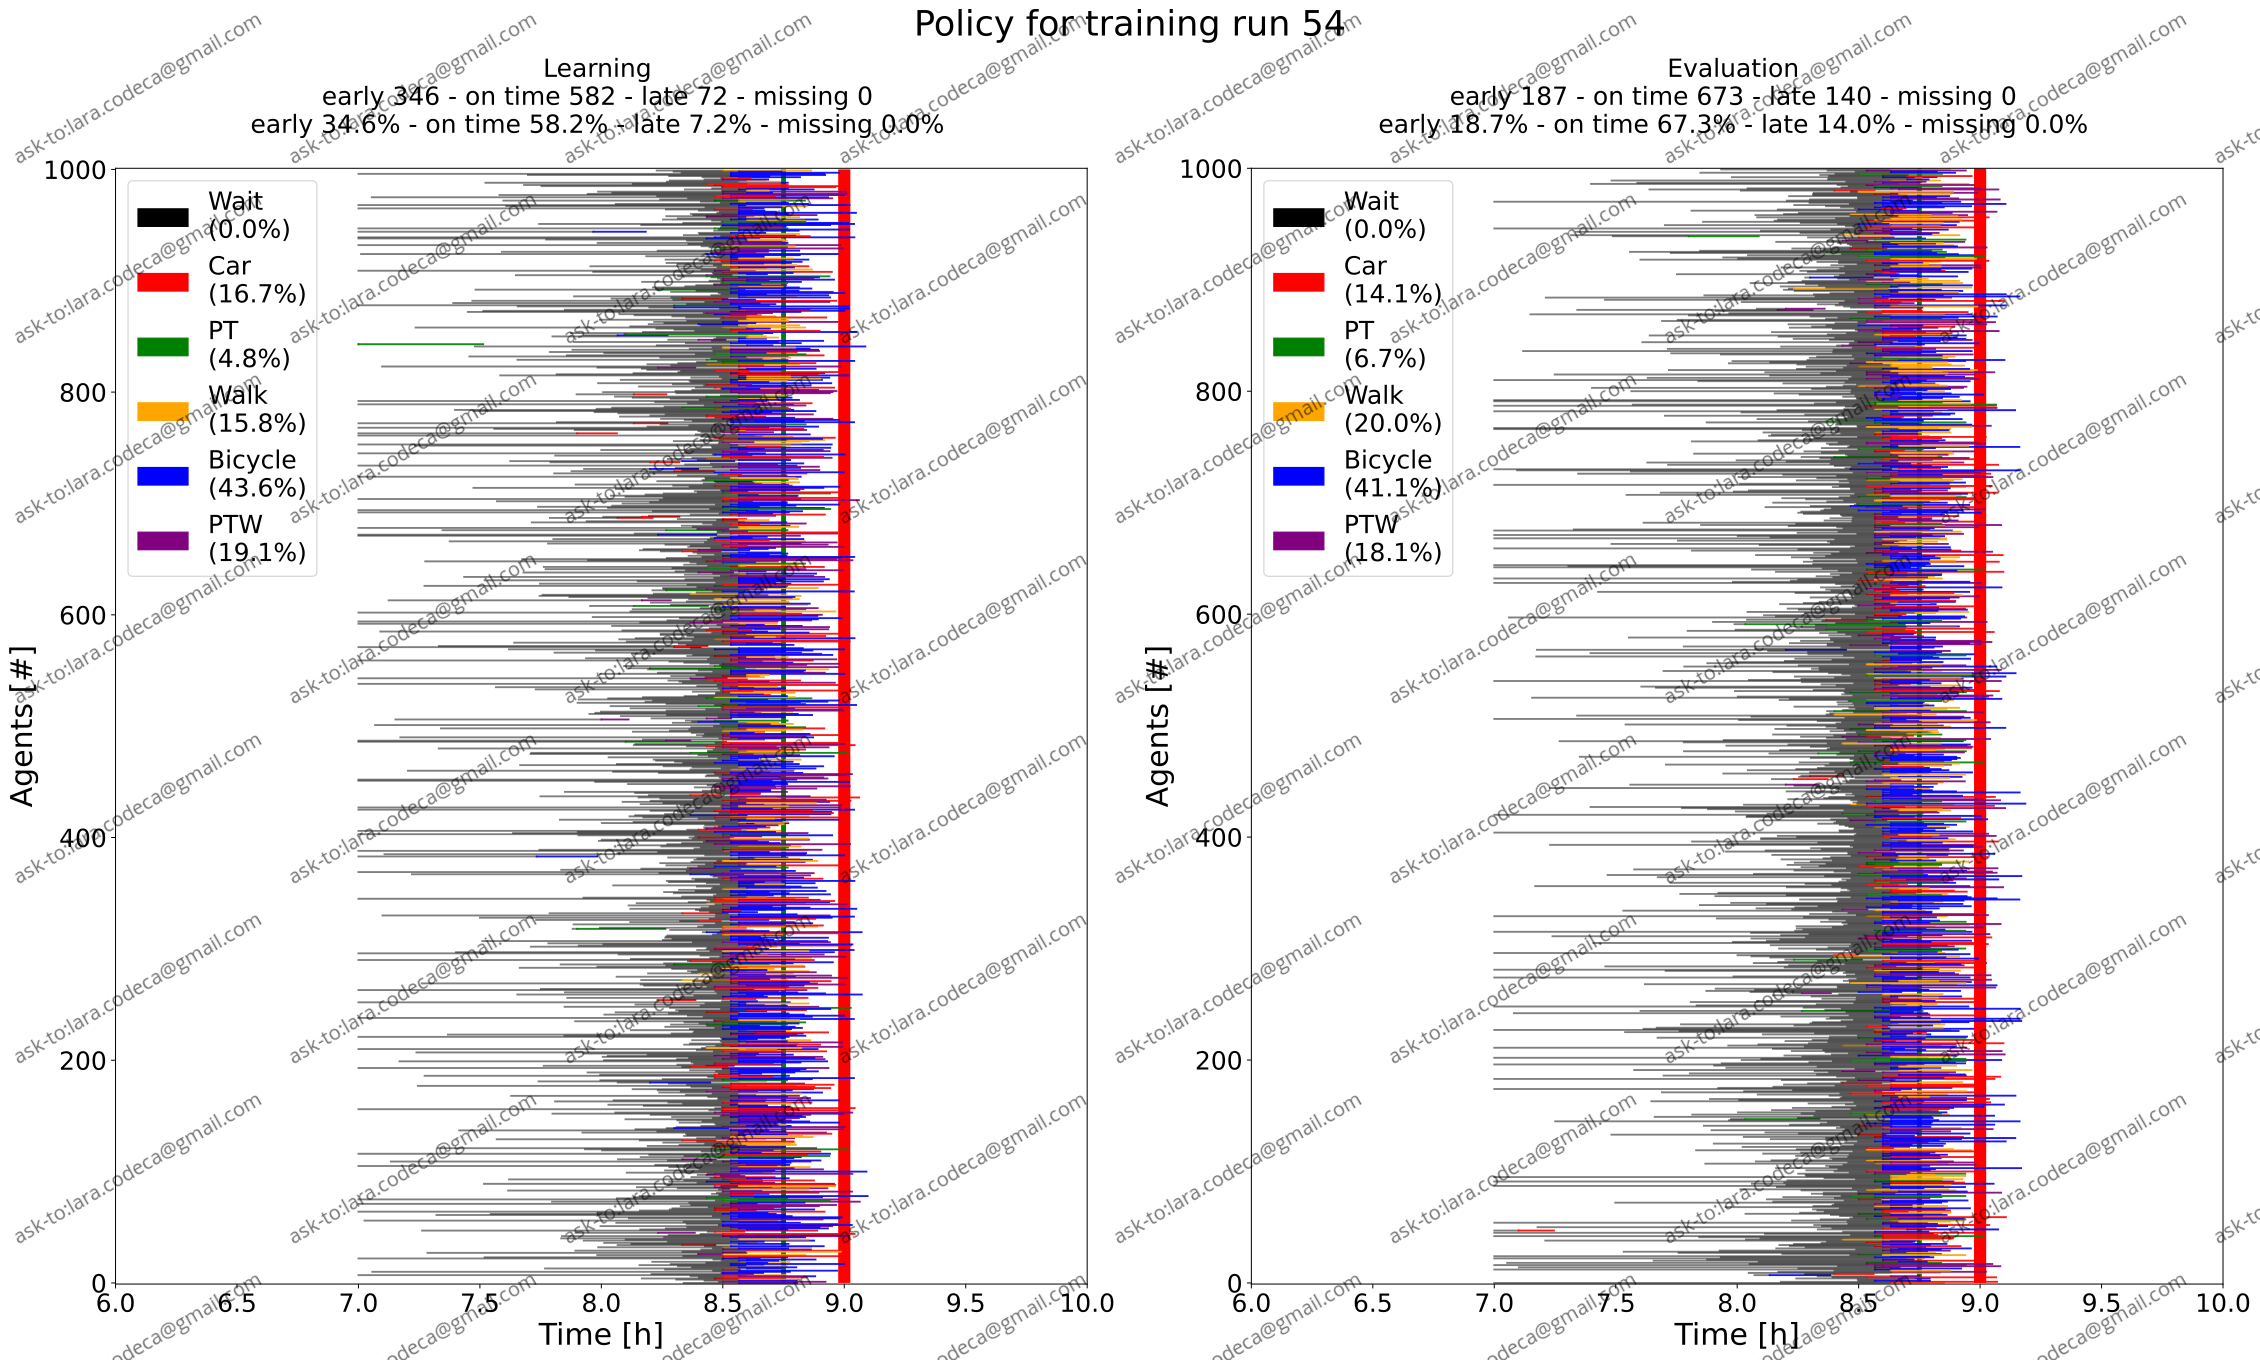 Policy for training run 54
Learning
early 346 - on time 582 - late 72 - missing 0
early 34.6% - on time 58.2% - late 7.2% - missing 0.0%
Agents [#]
1000
800
600
400
200
0
Wait
(0.0%)
Car
(16.7%)
PT
(4.8%)
Walk
(15.8%)
Bicycle
(43.6%)
PTW
(19.1%)
6.0 6.5 7.0 7.5 8.0 8.5 9.0 9.5 10.0
Time [h]
Evaluation
early 187 - on time 673 - late 140 - missing 0
early 18.7% - on time 67.3% - late 14.0% - missing 0.0%
Agents [#]
1000
800
600
400
200
0
Wait
(0.0%)
Car
(14.1%)
PT
(6.7%)
Walk
(20.0%)
Bicycle
(41.1%)
PTW
(18.1%)
6.0 6.5 7.0 7.5 8.0 8.5 9.0 9.5 10.0
Time [h]
ask-to:lara.codeca@gmail.com